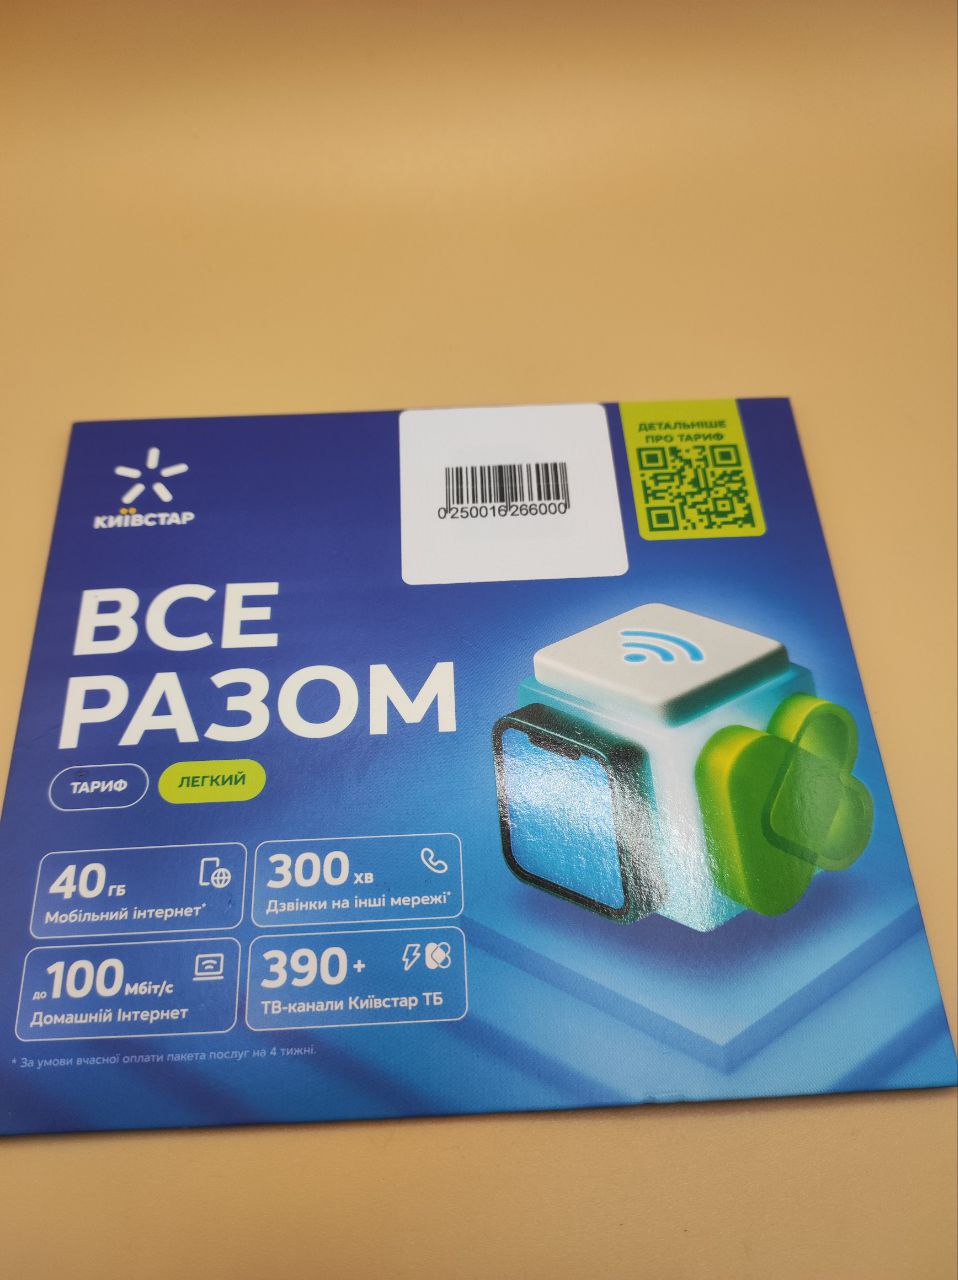 КИЇВСТАР
0250016266000
ДЕТАЛЬНІШЕ
ПРО ТАРИФ
ВСЕ
РАЗОМ
ТАРИФ
ЛЕГКИЙ
40 ГБ
Мобільний інтернет*
300 хв
Дзвінки на інші мережі*
до 100 Мбіт/с
Домашній Інтернет
390+
ТВ-канали Київстар ТБ
* За умови вчасної оплати пакета послуг на 4 тижні.